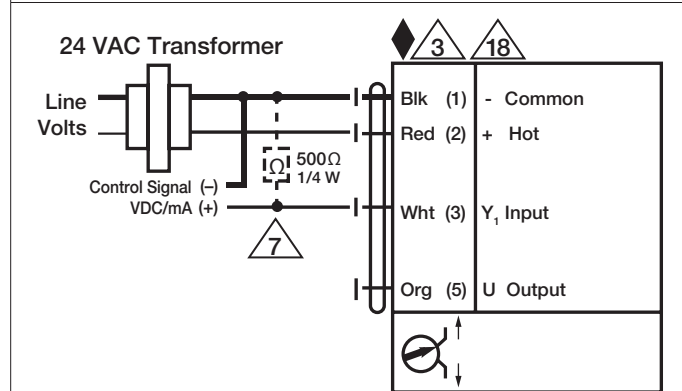 24 VAC Transformer
3
18
Line
Volts
Blk (1) - Common
Red (2) + Hot
Ω 500Ω
1/4 W
Control Signal (–)
VDC/mA (+)
7
Wht (3) Y₁ Input
Org (5) U Output